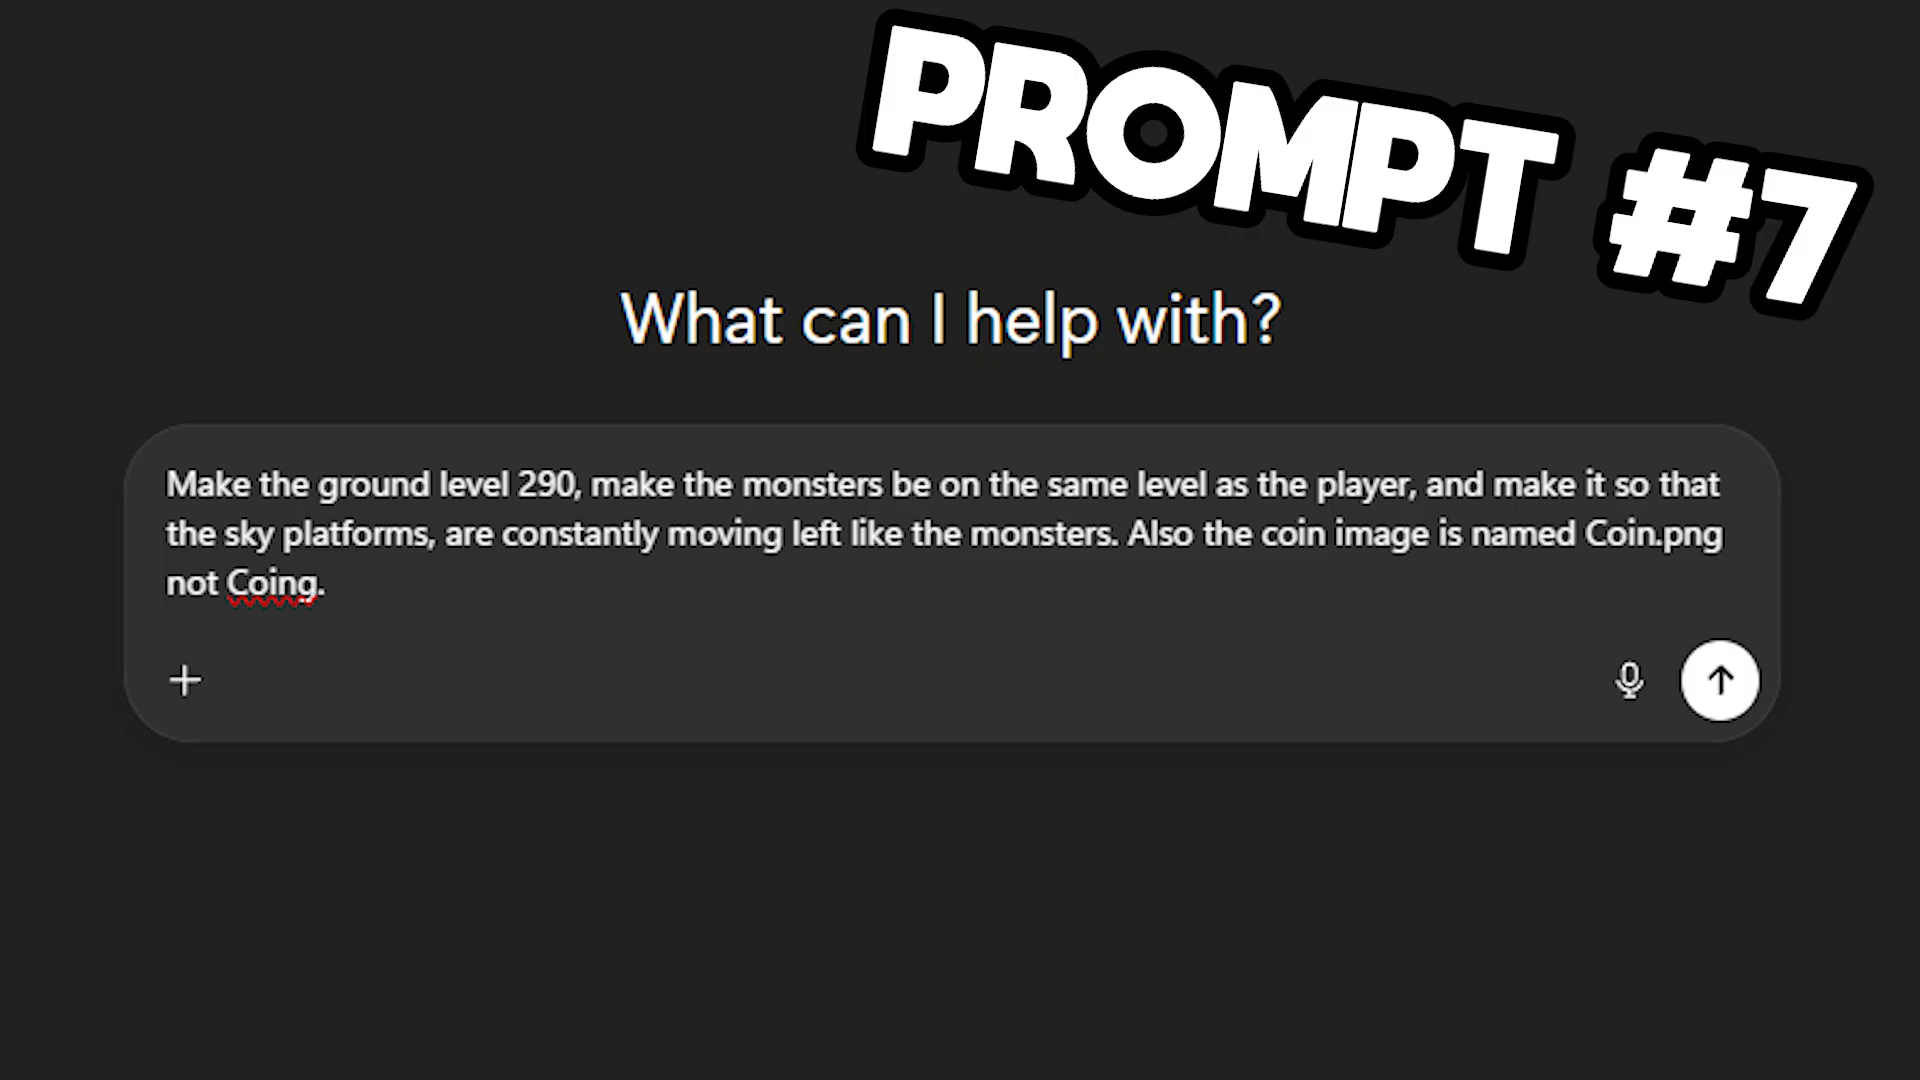 PROMPT #7
What can I help with?
Make the ground level 290, make the monsters be on the same level as the player, and make it so that
the sky platforms, are constantly moving left like the monsters. Also the coin image is named Coin.png
not Coing.